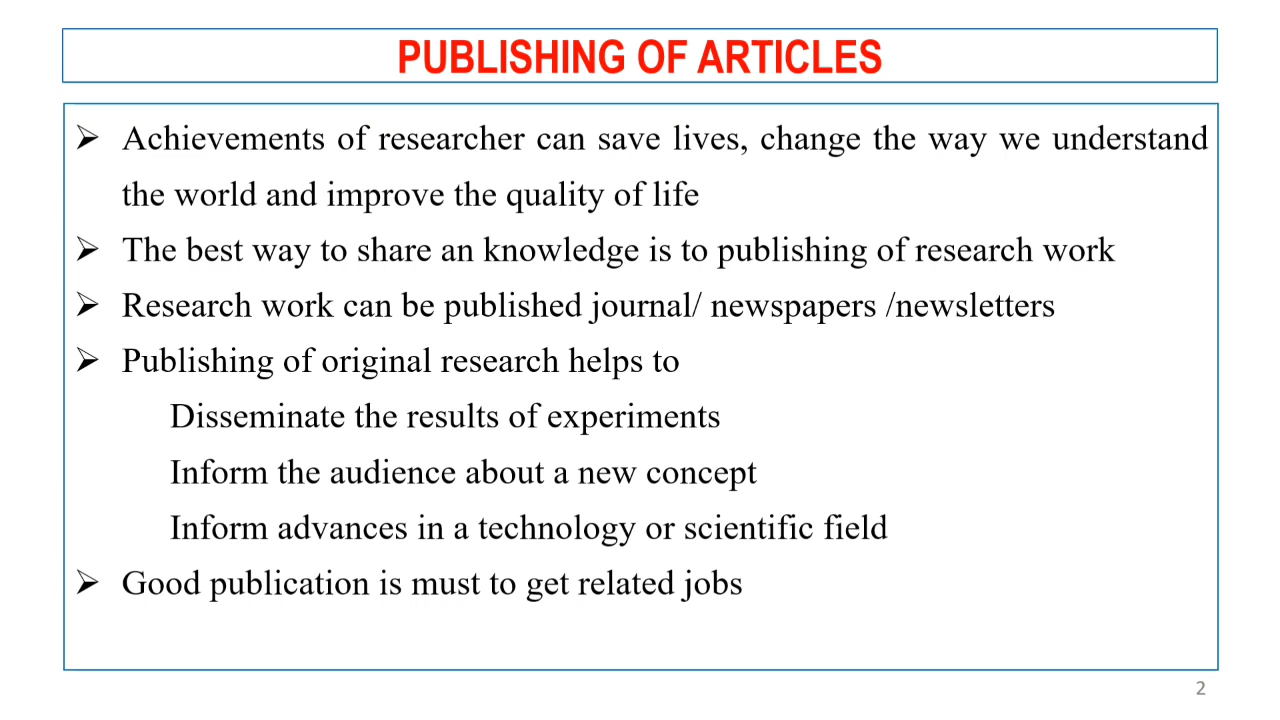 PUBLISHING OF ARTICLES
➢ Achievements of researcher can save lives, change the way we understand
the world and improve the quality of life
➢ The best way to share an knowledge is to publishing of research work
➢ Research work can be published journal/ newspapers /newsletters
➢ Publishing of original research helps to
Disseminate the results of experiments
Inform the audience about a new concept
Inform advances in a technology or scientific field
➢ Good publication is must to get related jobs
2